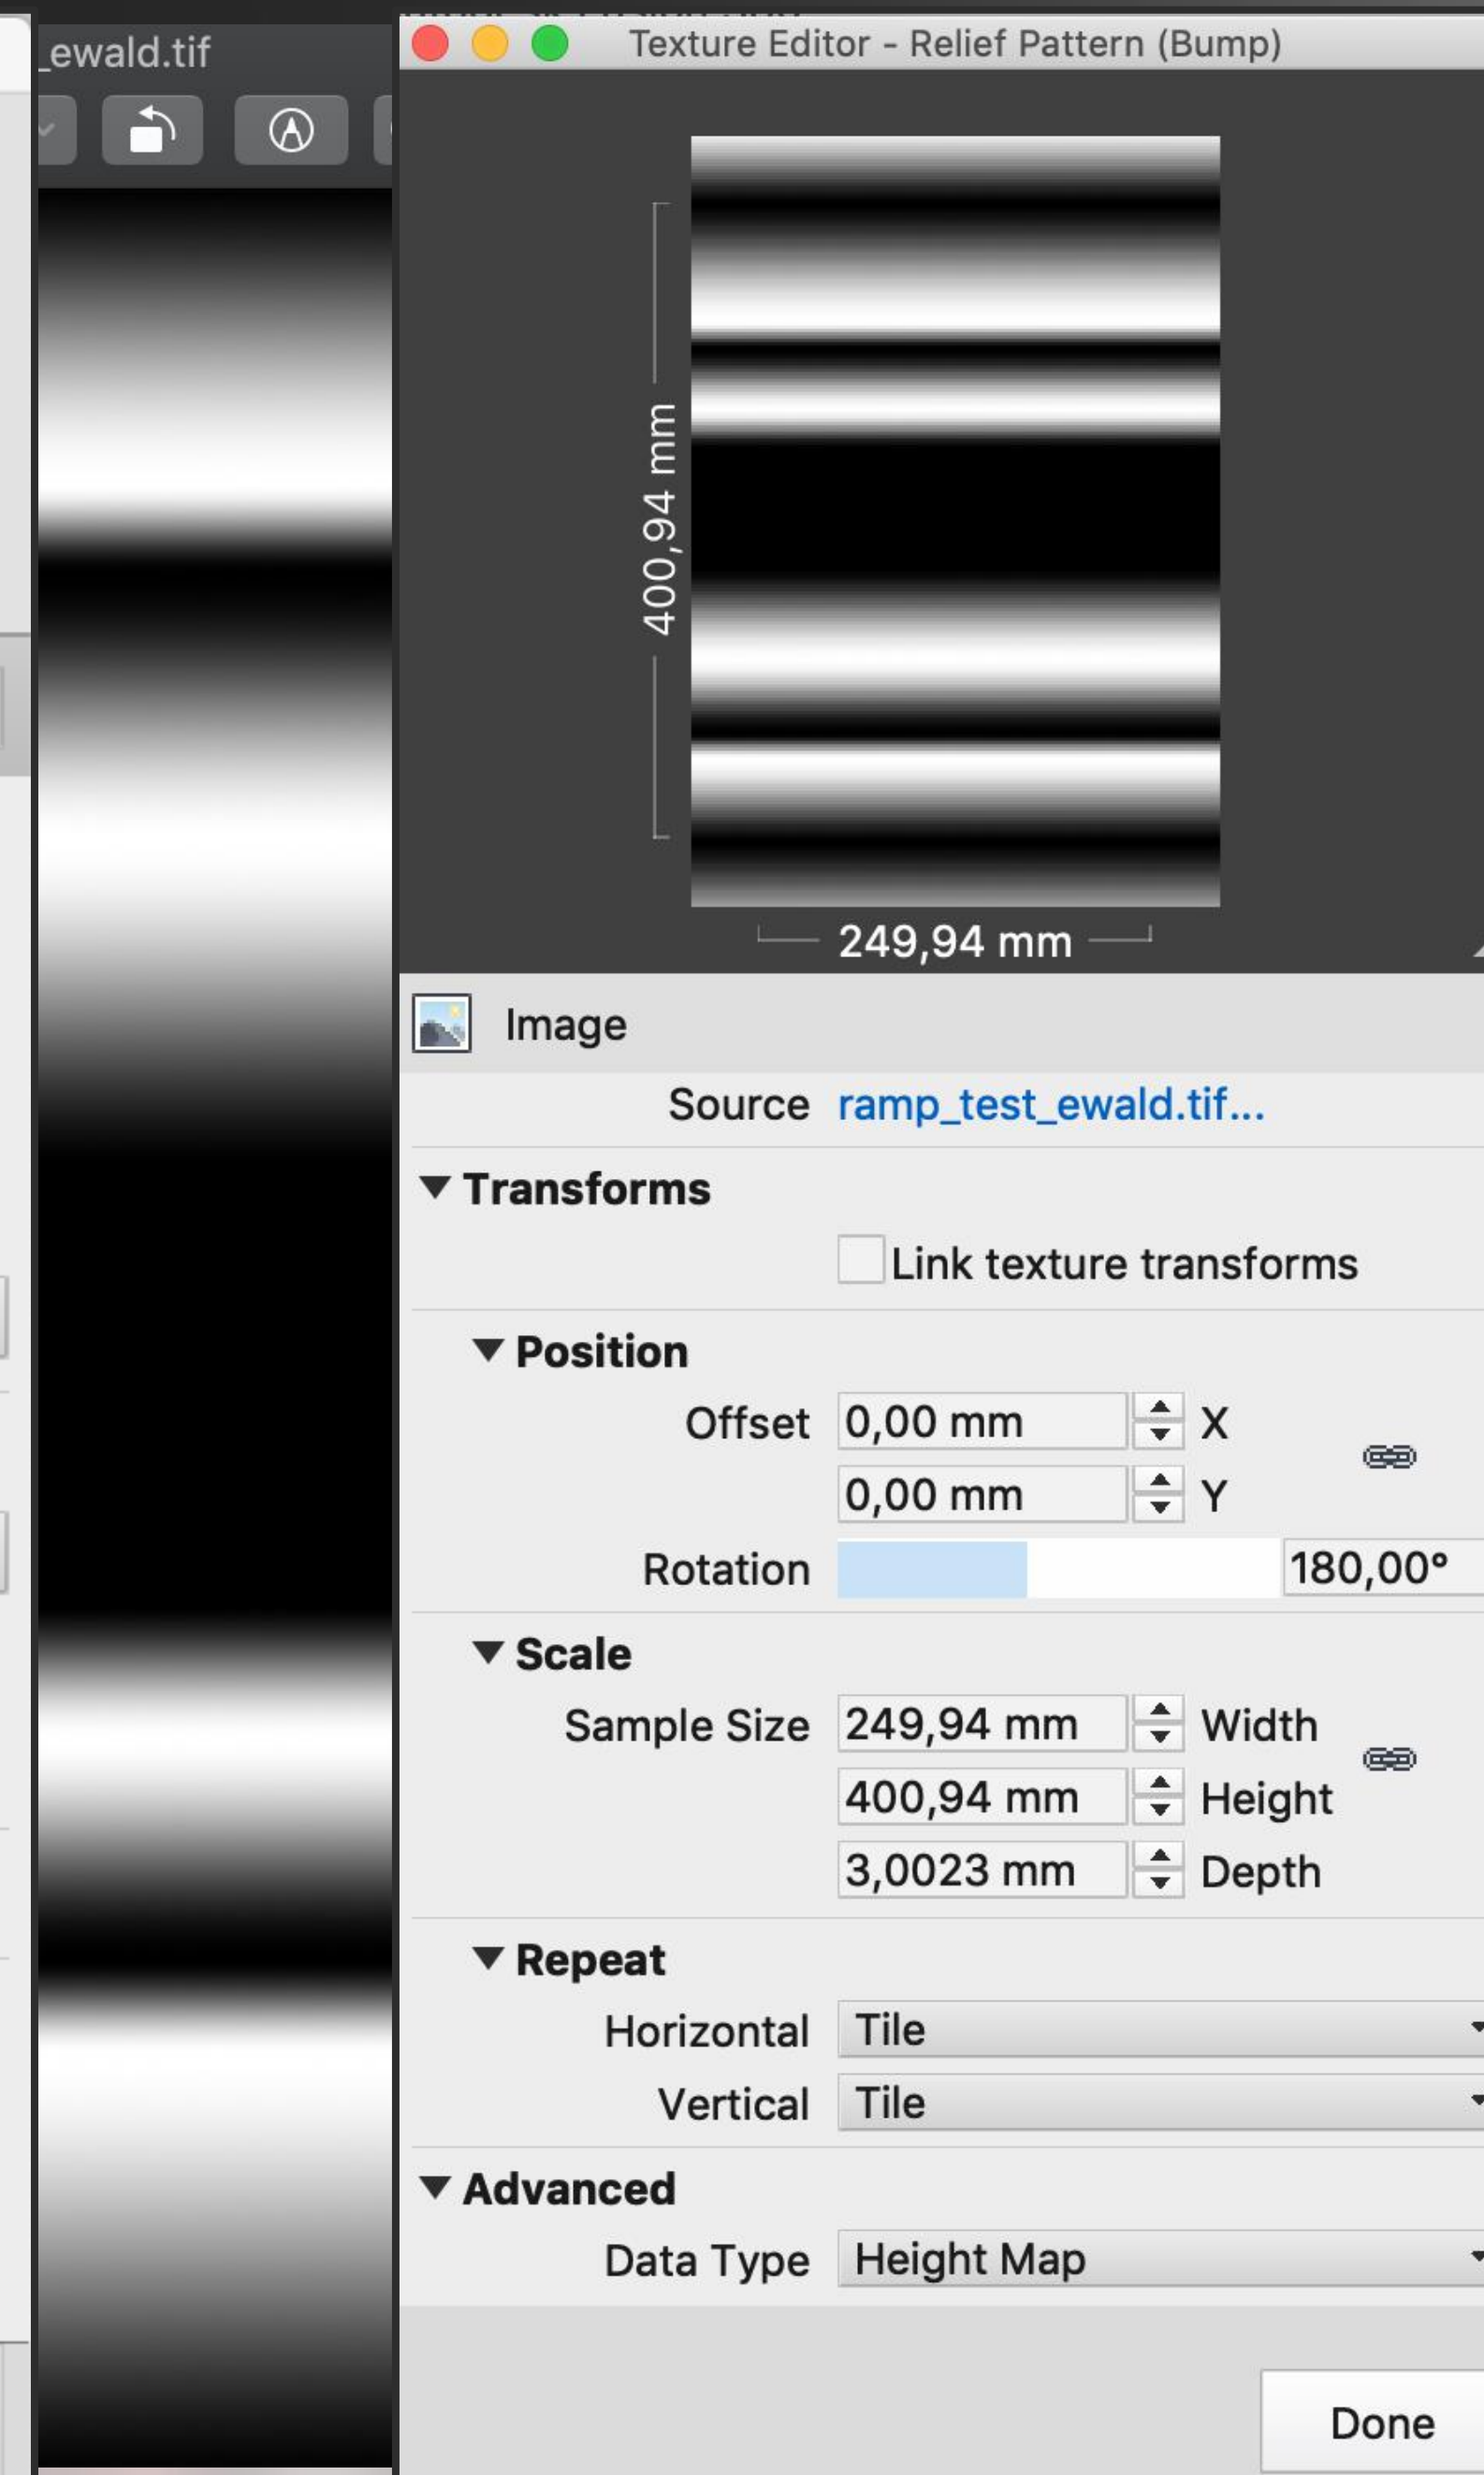 _ewald.tif
Texture Editor - Relief Pattern (Bump)
400,94 mm
249,94 mm
Image
Source ramp_test_ewald.tif...
Transforms
Link texture transforms
Position
Offset 0,00 mm X
0,00 mm Y
Rotation 180,00°
Scale
Sample Size 249,94 mm Width
400,94 mm Height
3,0023 mm Depth
Repeat
Horizontal Tile
Vertical Tile
Advanced
Data Type Height Map
Done